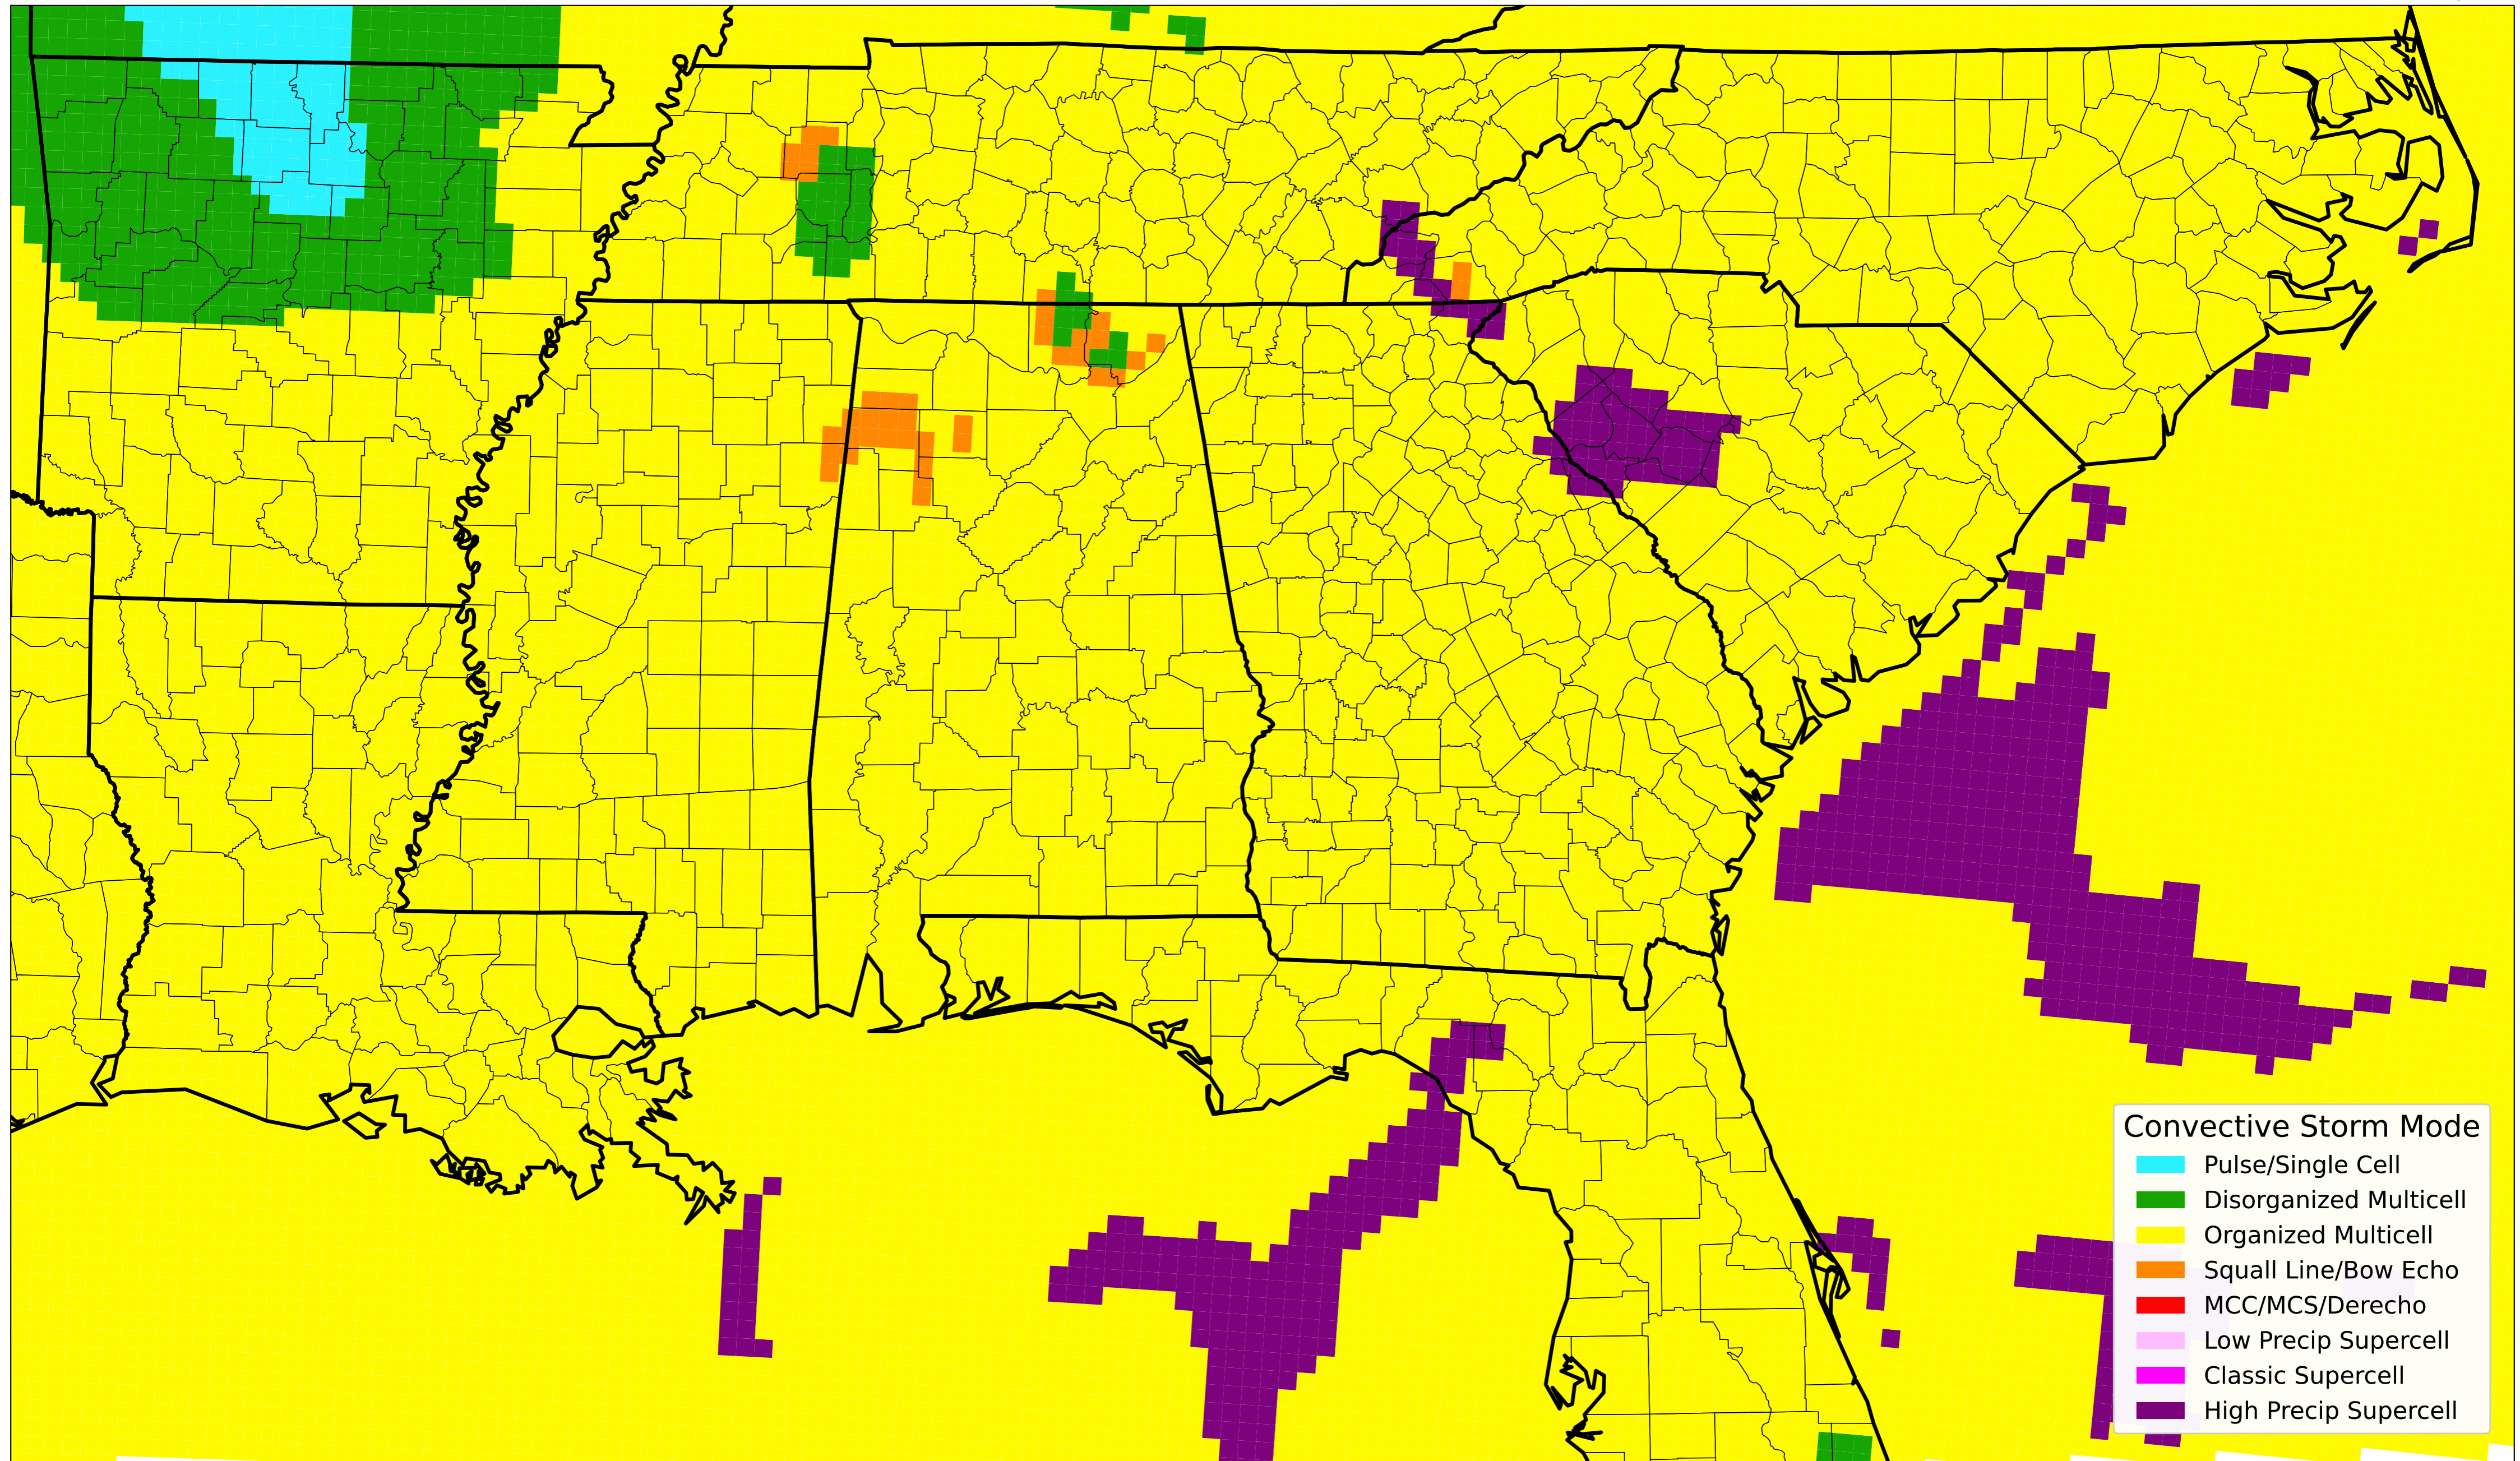 Convective Storm Mode
Pulse/Single Cell
Disorganized Multicell
Organized Multicell
Squall Line/Bow Echo
MCC/MCS/Derecho
Low Precip Supercell
Classic Supercell
High Precip Supercell